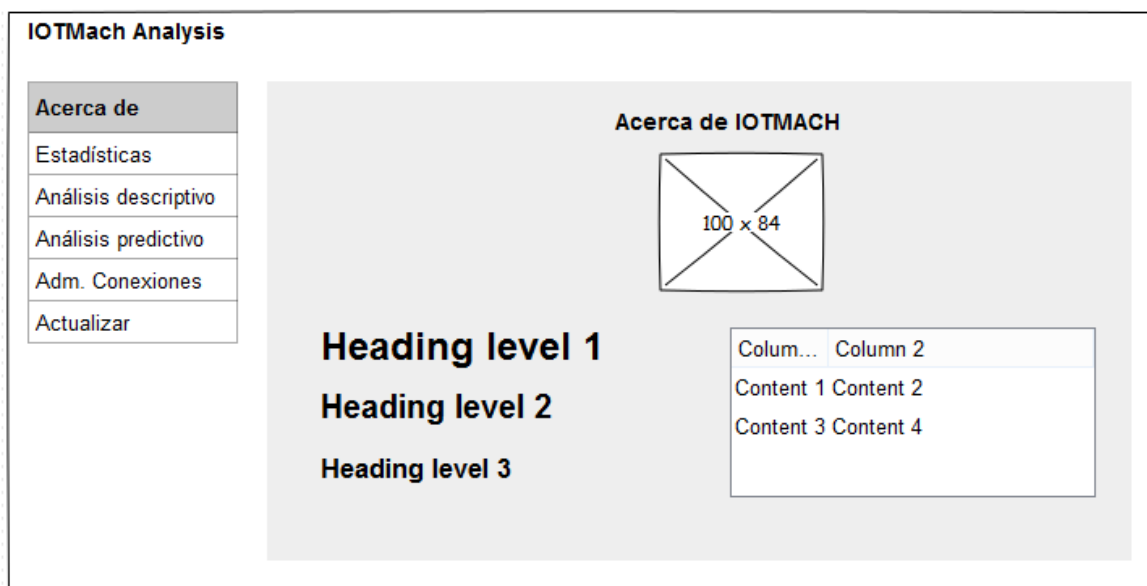 IOTMach Analysis
Acerca de
Estadísticas
Análisis descriptivo
Análisis predictivo
Adm. Conexiones
Actualizar
Acerca de IOTMACH
100 x 84
Heading level 1
Heading level 2
Heading level 3
Colum... Column 2
Content 1 Content 2
Content 3 Content 4